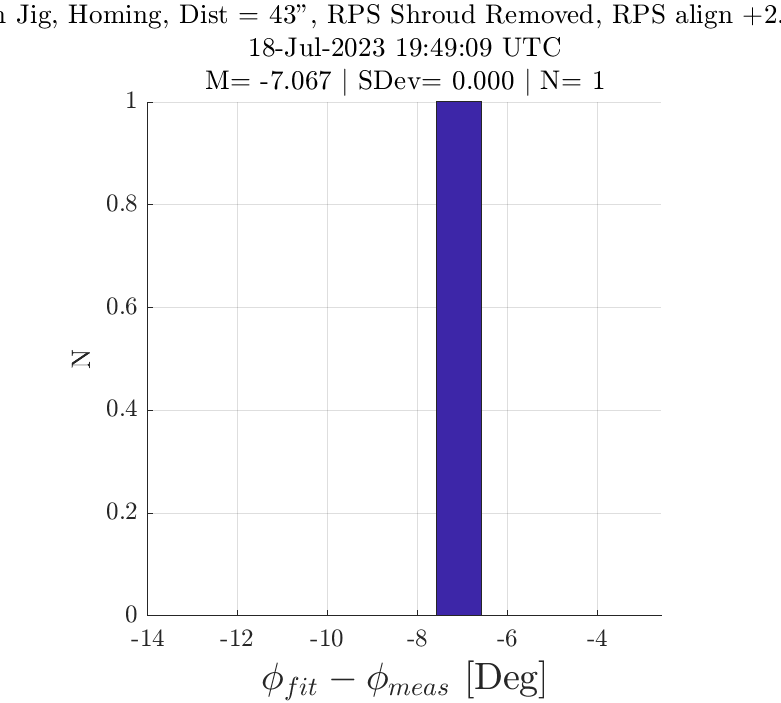 Jig, Homing, Dist = 43”, RPS Shroud Removed, RPS align +2.
18-Jul-2023 19:49:09 UTC
M= -7.067 | SDev= 0.000 | N= 1
1
0.8
0.6
N
0.4
0.2
0
-14 -12 -10 -8 -6 -4
ϕ_fit − ϕ_meas [Deg]